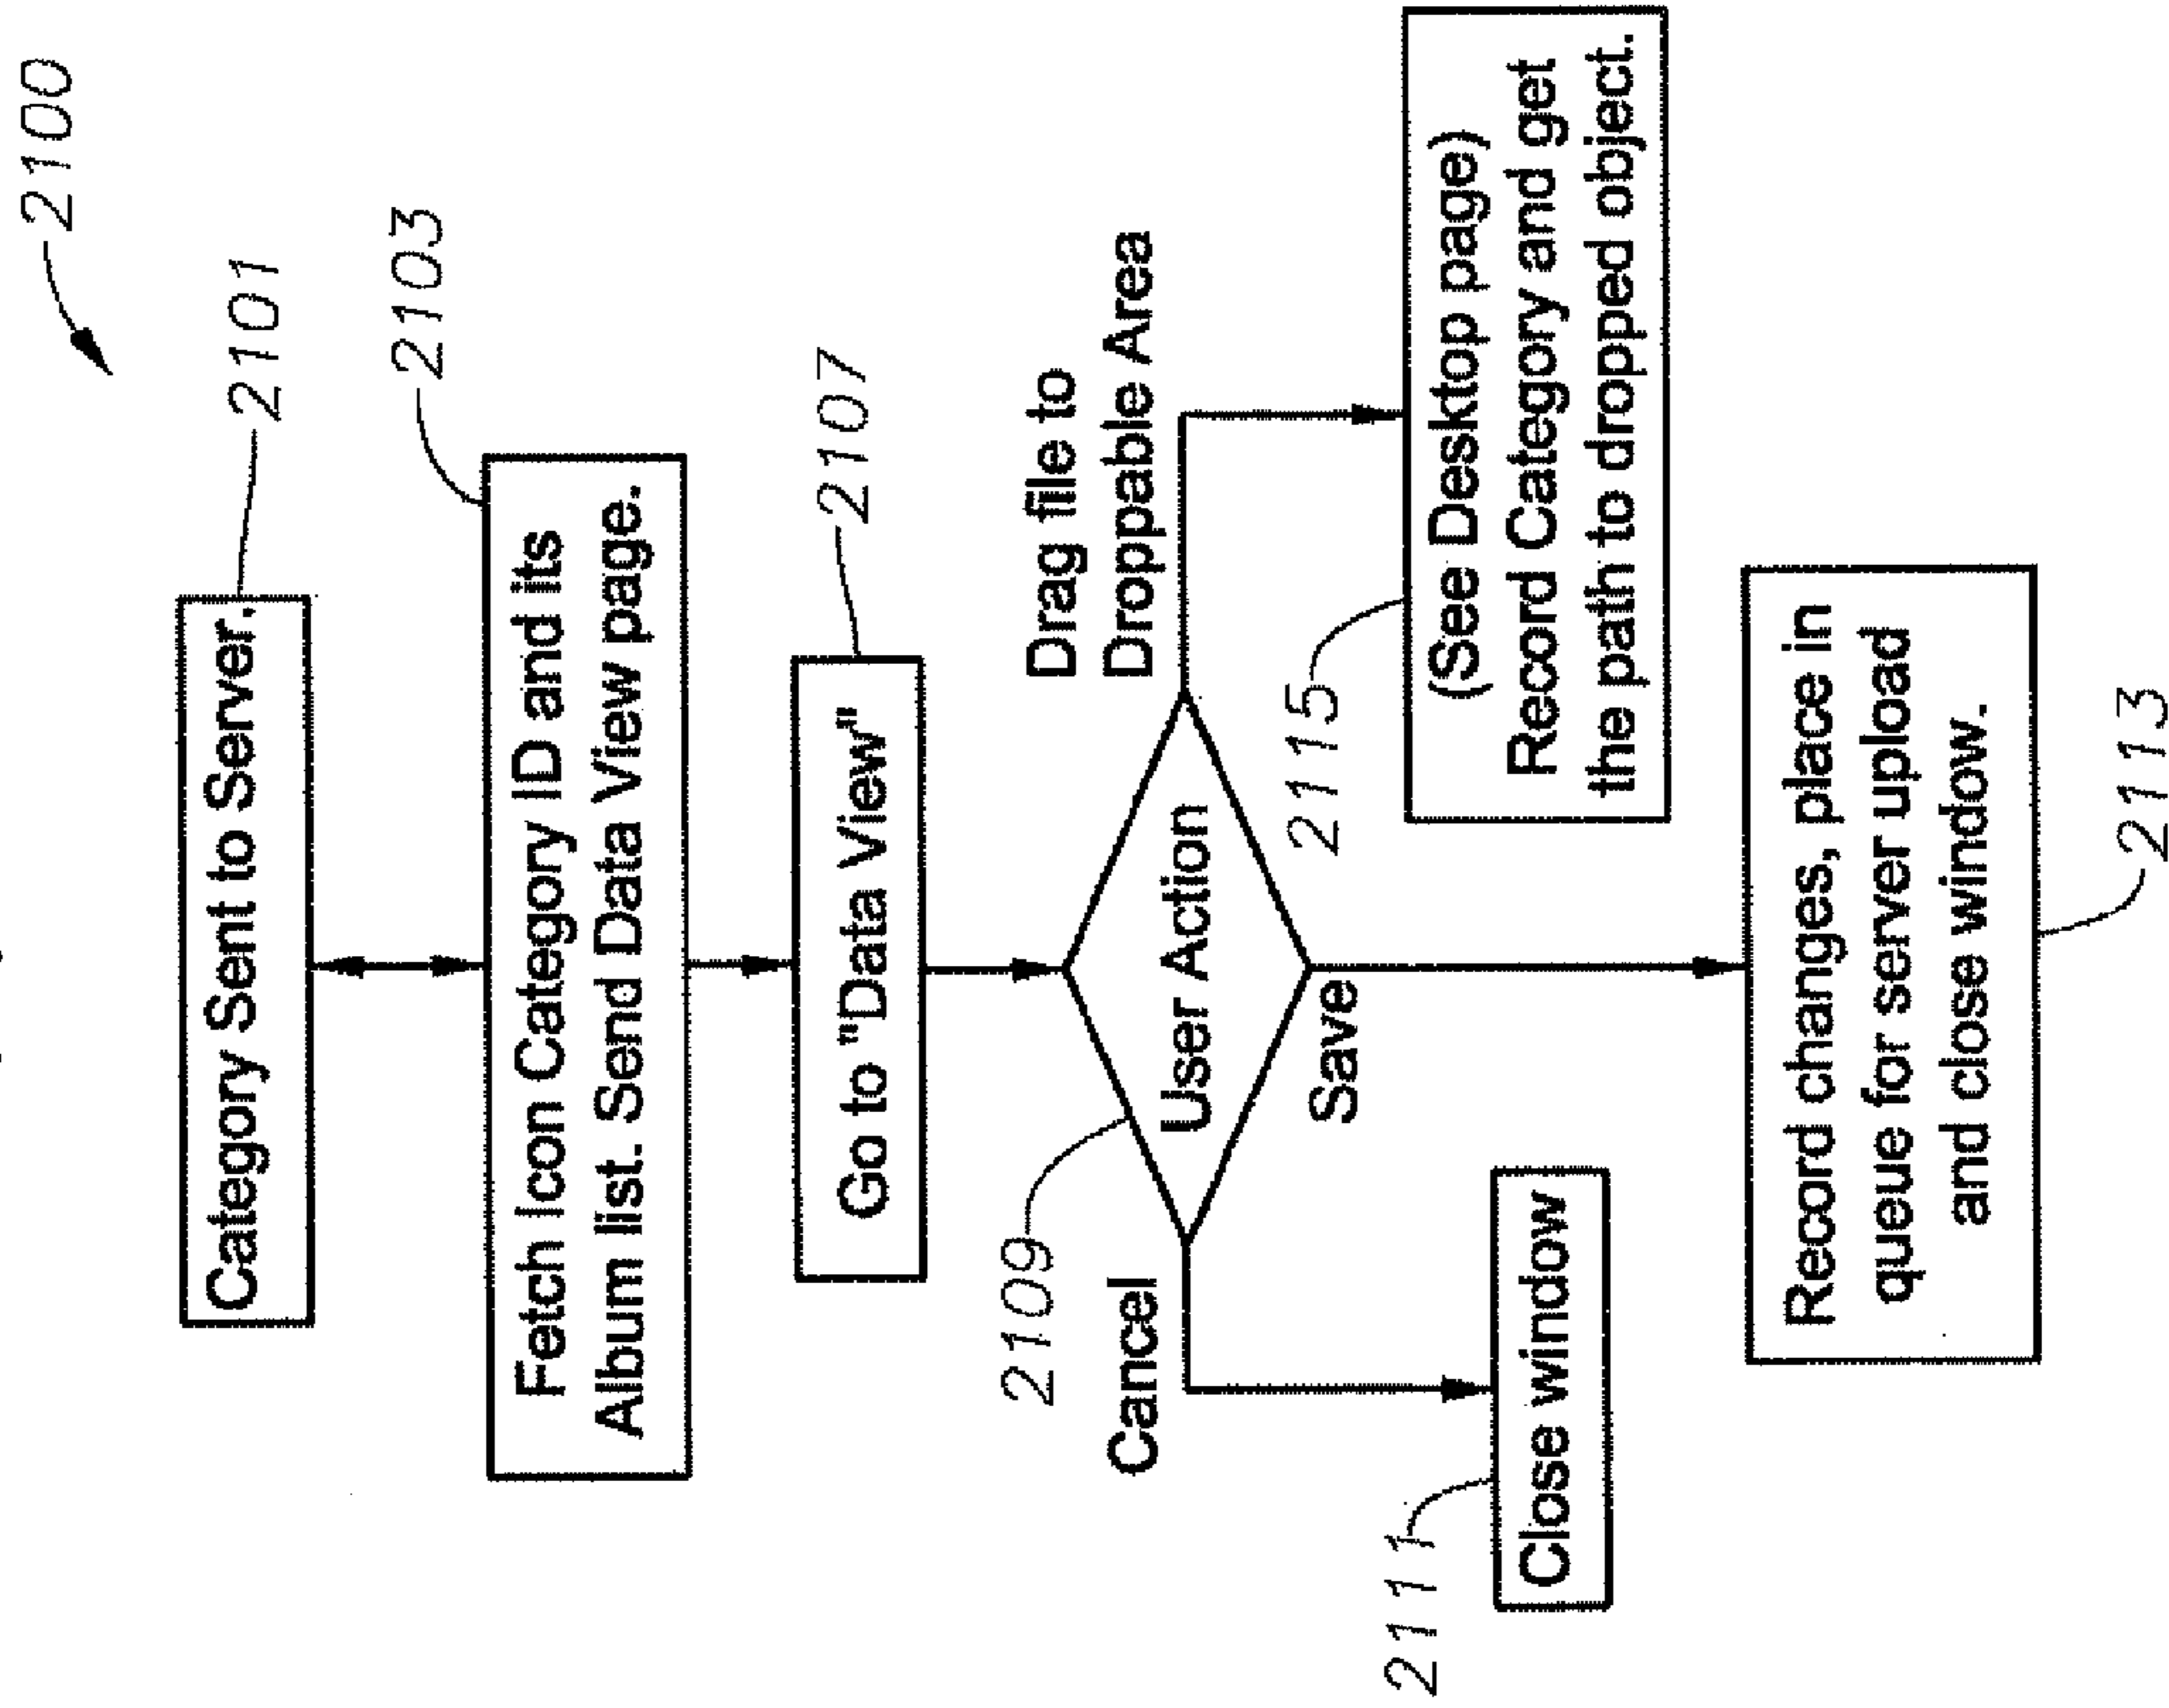 2100
Category Sent to Server.
2101
Fetch Icon Category ID and its
Album list. Send Data View page.
2103
Go to "Data View"
2107
User Action
2109
Cancel
Save
Drag file to
Droppable Area
Close window
2111
(See Desktop page)
Record Category and get
the path to dropped object.
2115
Record changes, place in
queue for server upload
and close window.
2113